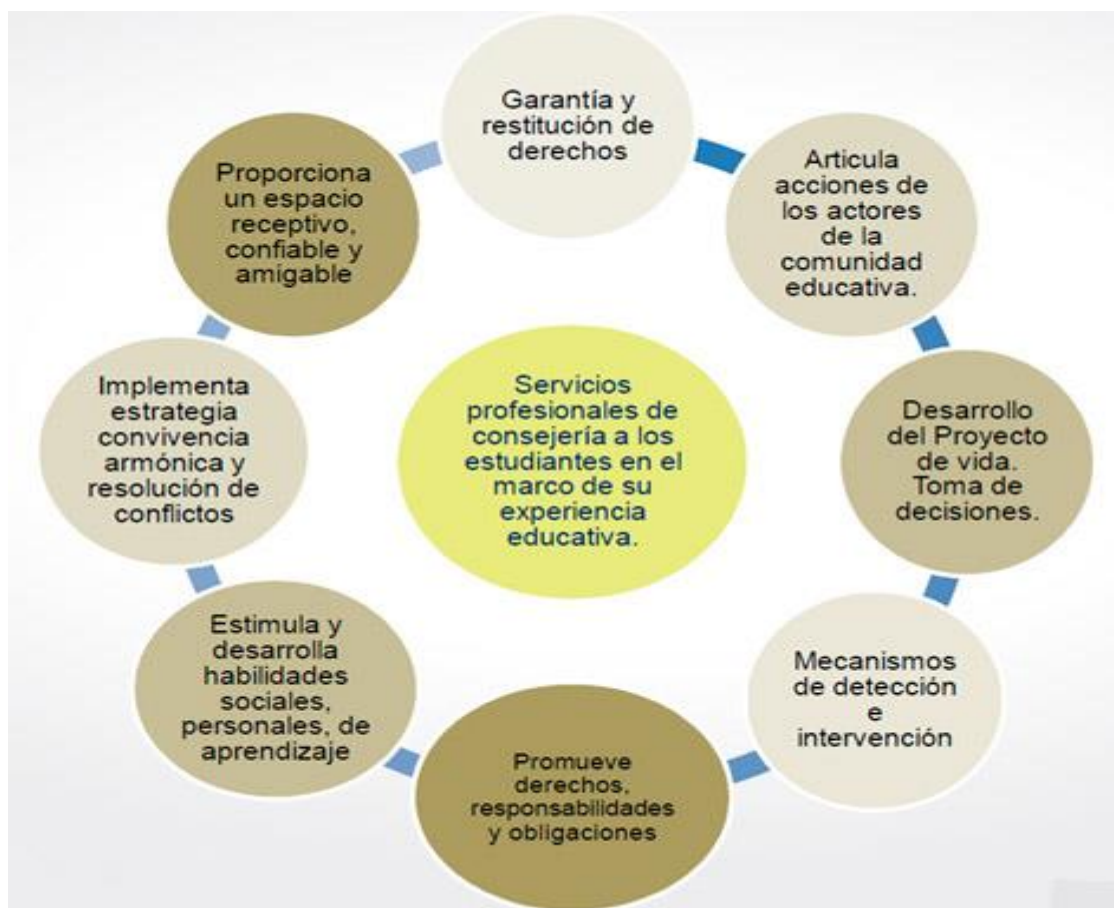 Garantía y
restitución de
derechos
Articula
acciones de
los actores
de la
comunidad
educativa.
Desarrollo
del Proyecto
de vida.
Toma de
decisiones.
Mecanismos
de detección
e
intervención
Promueve
derechos,
responsabilidades
y obligaciones
Estimula y
desarrolla
habilidades
sociales,
personales, de
aprendizaje
Implementa
estrategia
convivencia
armónica y
resolución de
conflictos
Proporciona
un espacio
receptivo,
confiable y
amigable
Servicios
profesionales de
consejería a los
estudiantes en el
marco de su
experiencia
educativa.